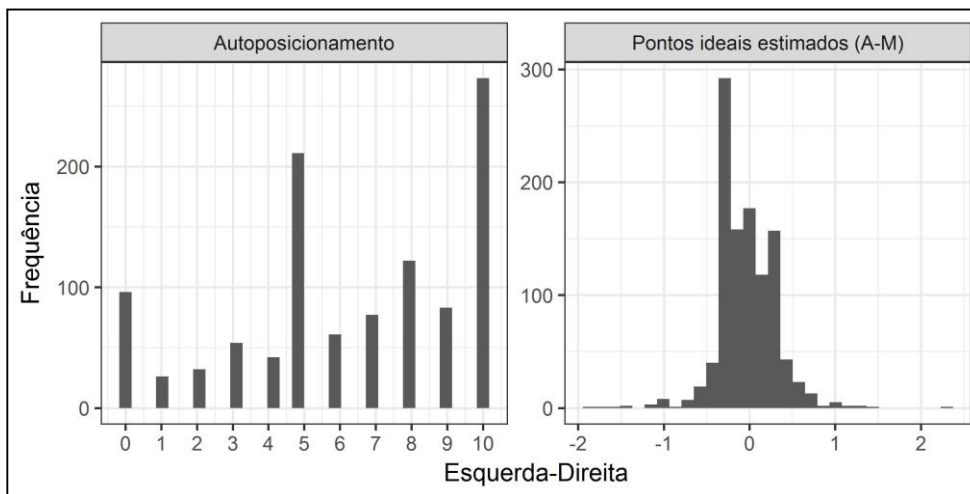 Autoposicionamento
Pontos ideais estimados (A-M)
Frequência
200
100
0
0 1 2 3 4 5 6 7 8 9 10
300
200
100
0
-2 -1 0 1 2
Esquerda-Direita